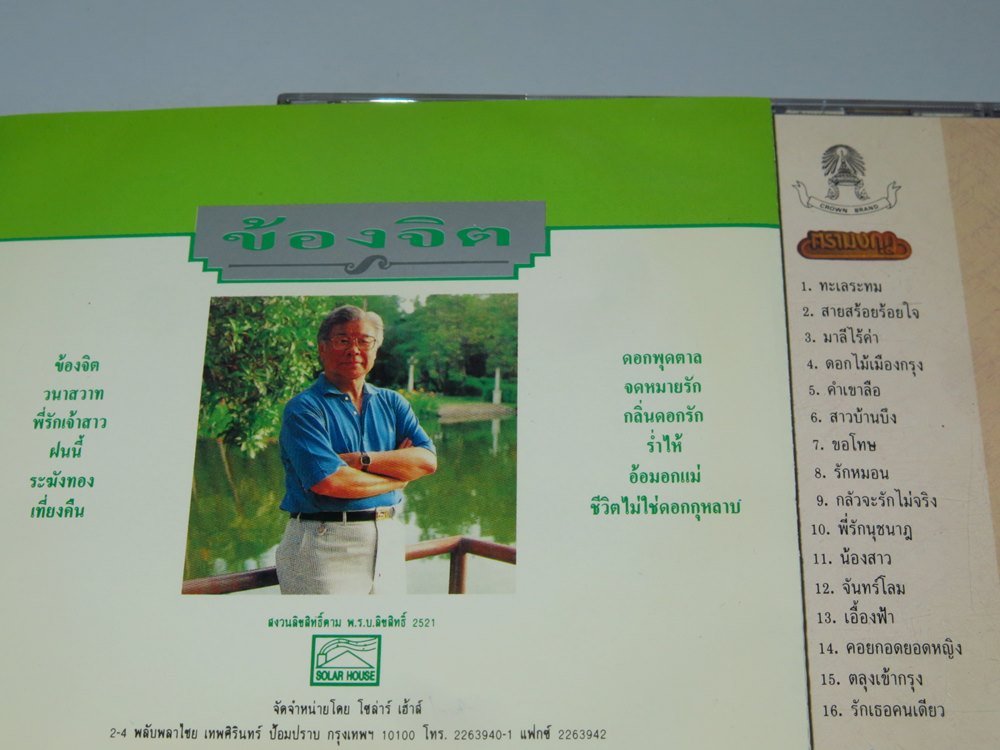 ข้องจิต
ข้องจิต
วนาสวาท
พี่รักเจ้าสาว
ฝนนี้
ระฆังทอง
เที่ยงคืน
ดอกพุดตาล
จดหมายรัก
กลิ่นดอกรัก
ร่ำไห้
อ้อมอกแม่
ชีวิตไม่ใช่ดอกกุหลาบ
สงวนลิขสิทธิ์ตาม พ.ร.บ.ลิขสิทธิ์ 2521
SOLAR HOUSE
จัดจำหน่ายโดย โซล่าร์ เฮ้าส์
2-4 พลับพลาไชย เทพศิรินทร์ ป้อมปราบ กรุงเทพฯ 10100 โทร. 2263940-1 แฟกซ์ 2263942
CROWN BRAND
ตรามงกุฎ
1. ทะเลระทม
2. สายสร้อยร้อยใจ
3. มาลีไร้ค่า
4. ดอกไม้เมืองกรุง
5. คำเขาลือ
6. สาวบ้านบึง
7. ขอโทษ
8. รักหมอน
9. กลัวจะรักไม่จริง
10. พี่รักนุชนาฎ
11. น้องสาว
12. จันทร์โลม
13. เอื้องฟ้า
14. คอยกอดยอดหญิง
15. ตลุงเข้ากรุง
16. รักเธอคนเดียว